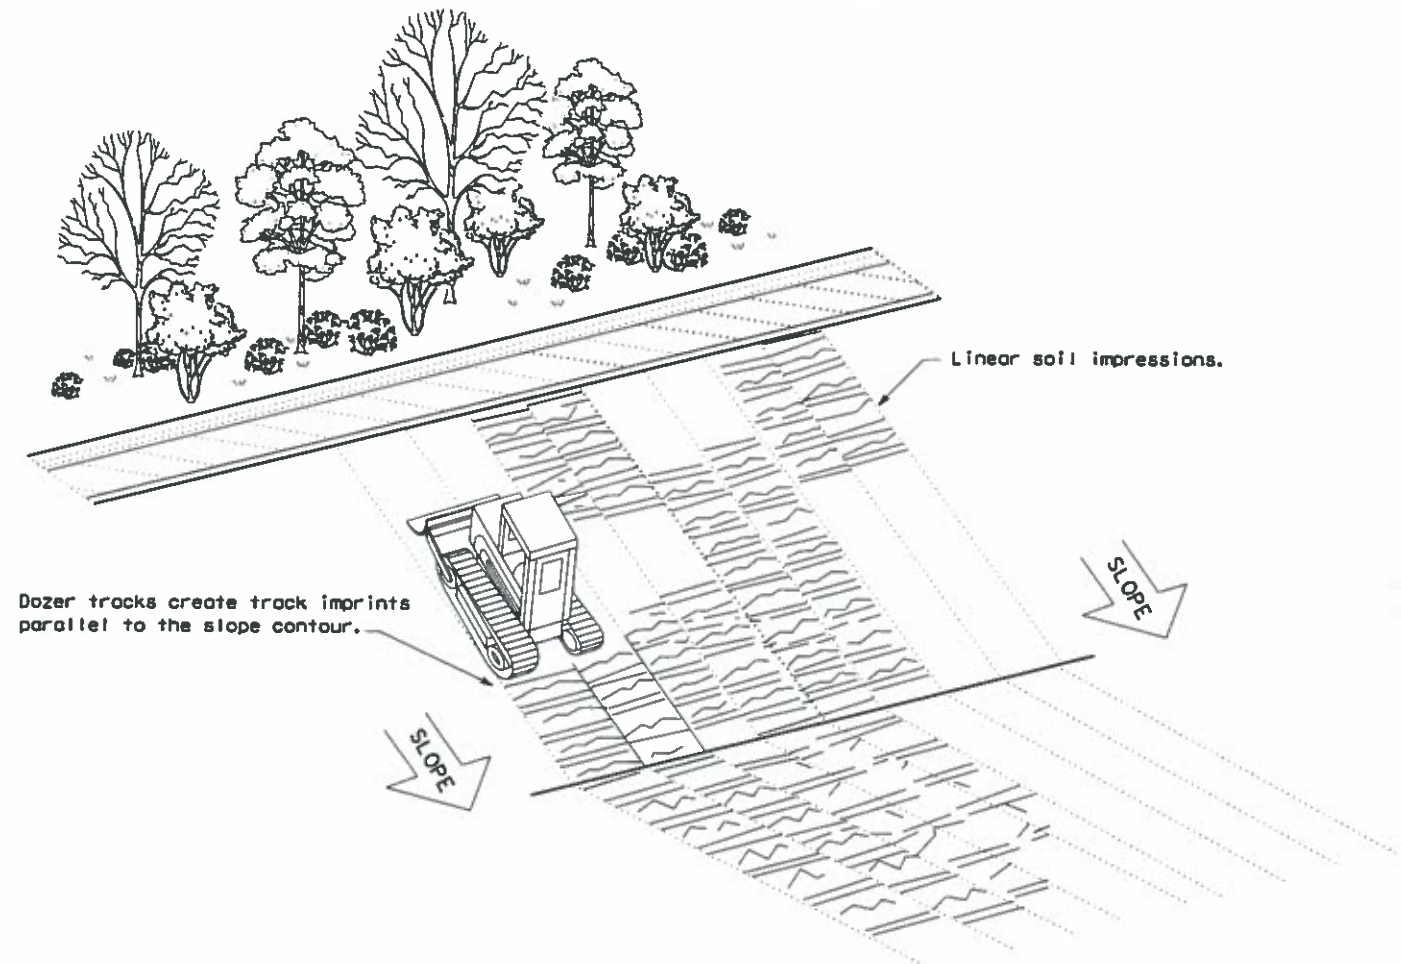 Linear soil impressions.
Dozer tracks create track imprints
parallel to the slope contour.
SLOPE
SLOPE